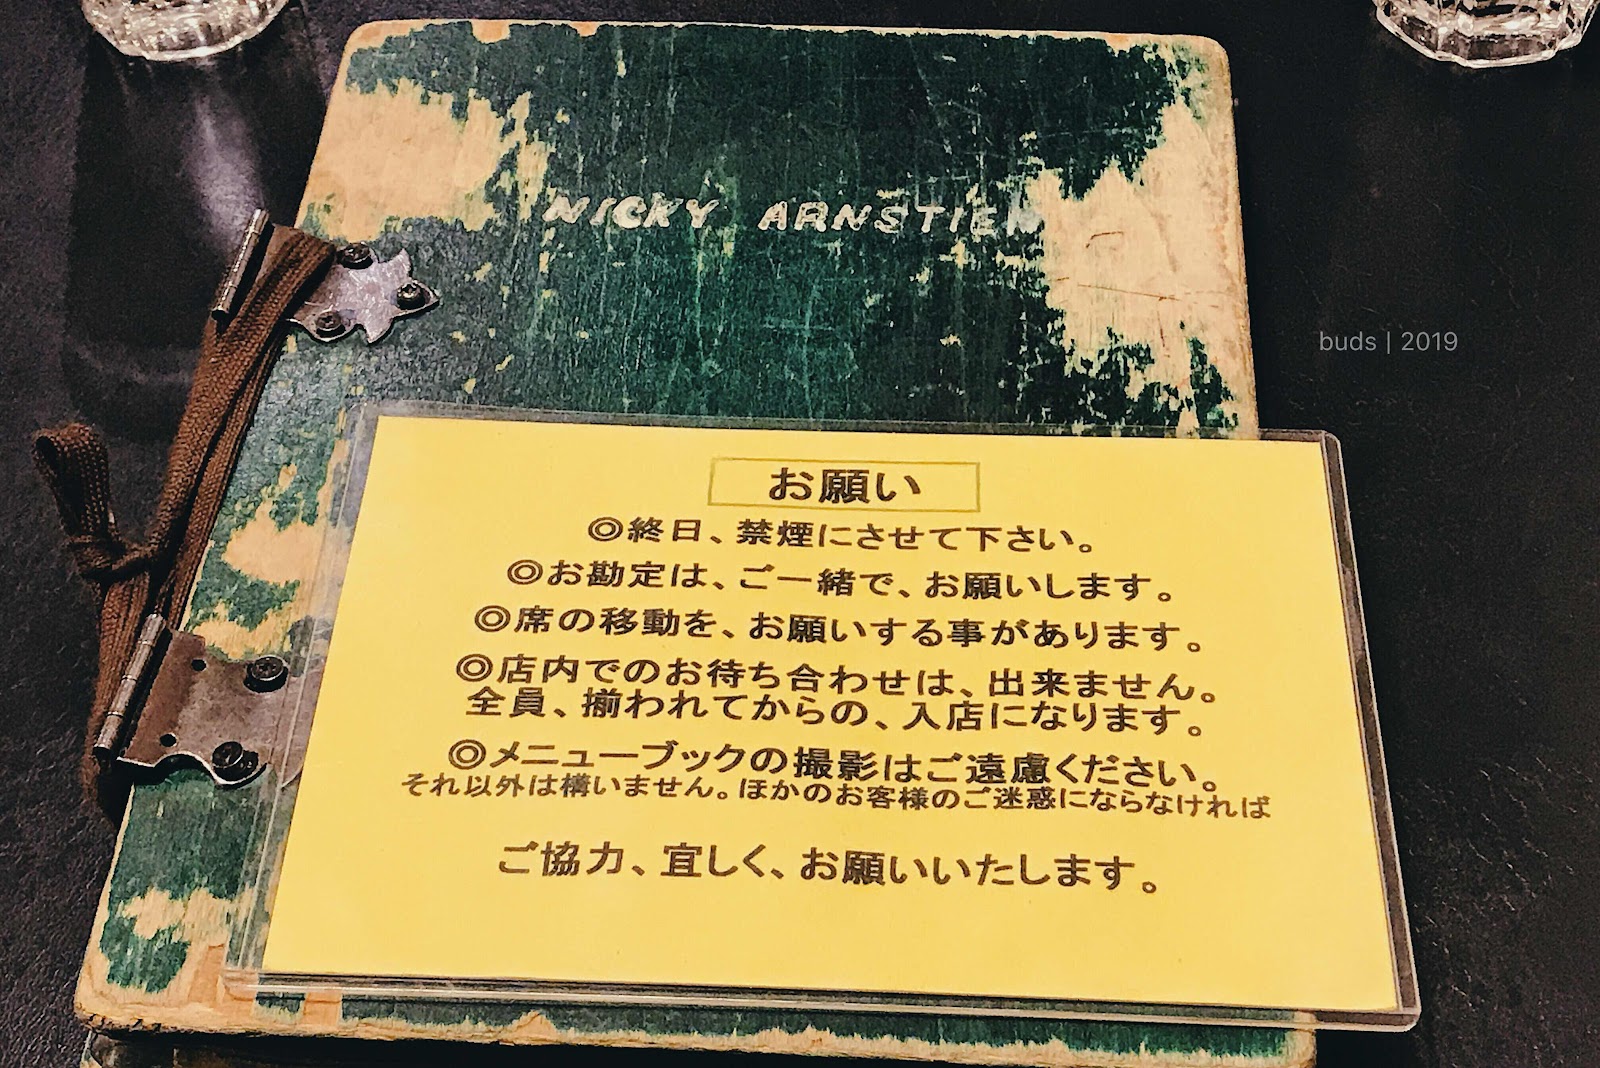 NICKY ARNSTIEN
buds | 2019
お願い
◎終日、禁煙にさせて下さい。
◎お勘定は、ご一緒で、お願いします。
◎席の移動を、お願いする事があります。
◎店内でのお待ち合わせは、出来ません。
全員、揃われてからの、入店になります。
◎メニューブックの撮影はご遠慮ください。
それ以外は構いません。ほかのお客様のご迷惑にならなければ
ご協力、宜しく、お願いいたします。